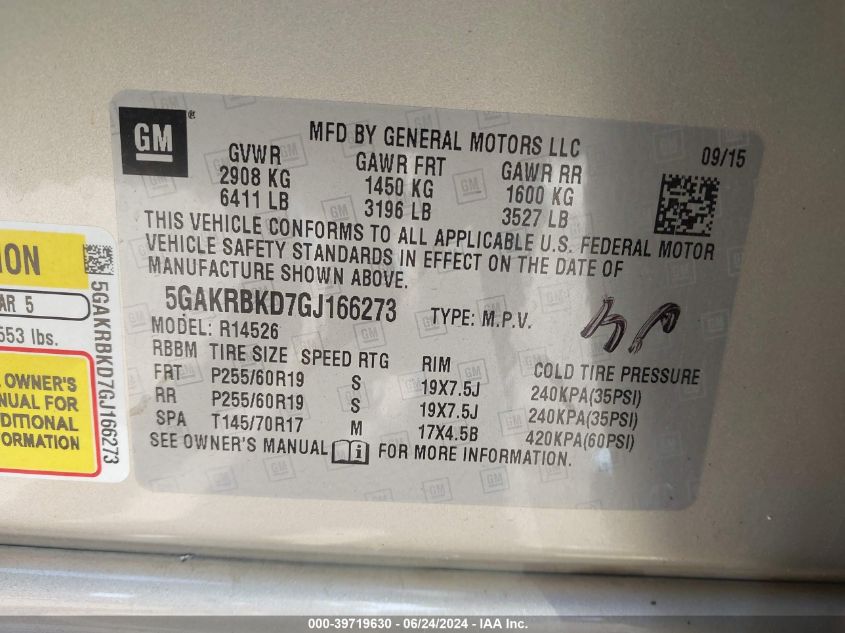 GM ®
MFD BY GENERAL MOTORS LLC
09/15
GVWR GAWR FRT GAWR RR
2908 KG 1450 KG 1600 KG
6411 LB 3196 LB 3527 LB
THIS VEHICLE CONFORMS TO ALL APPLICABLE U.S. FEDERAL MOTOR
VEHICLE SAFETY STANDARDS IN EFFECT ON THE DATE OF
MANUFACTURE SHOWN ABOVE.
5GAKRBKD7GJ166273 TYPE: M.P.V.
MODEL: R14526
RBBM TIRE SIZE SPEED RTG RIM COLD TIRE PRESSURE
FRT P255/60R19 S 19X7.5J 240KPA(35PSI)
RR P255/60R19 S 19X7.5J 240KPA(35PSI)
SPA T145/70R17 M 17X4.5B 420KPA(60PSI)
SEE OWNER'S MANUAL i FOR MORE INFORMATION.
ION
AR 5
553 lbs.
OWNER'S
NUAL FOR
DITIONAL
ORMATION
5GAKRBKD7GJ166273
000-39719630 / 06/24/2024 - IAA Inc.